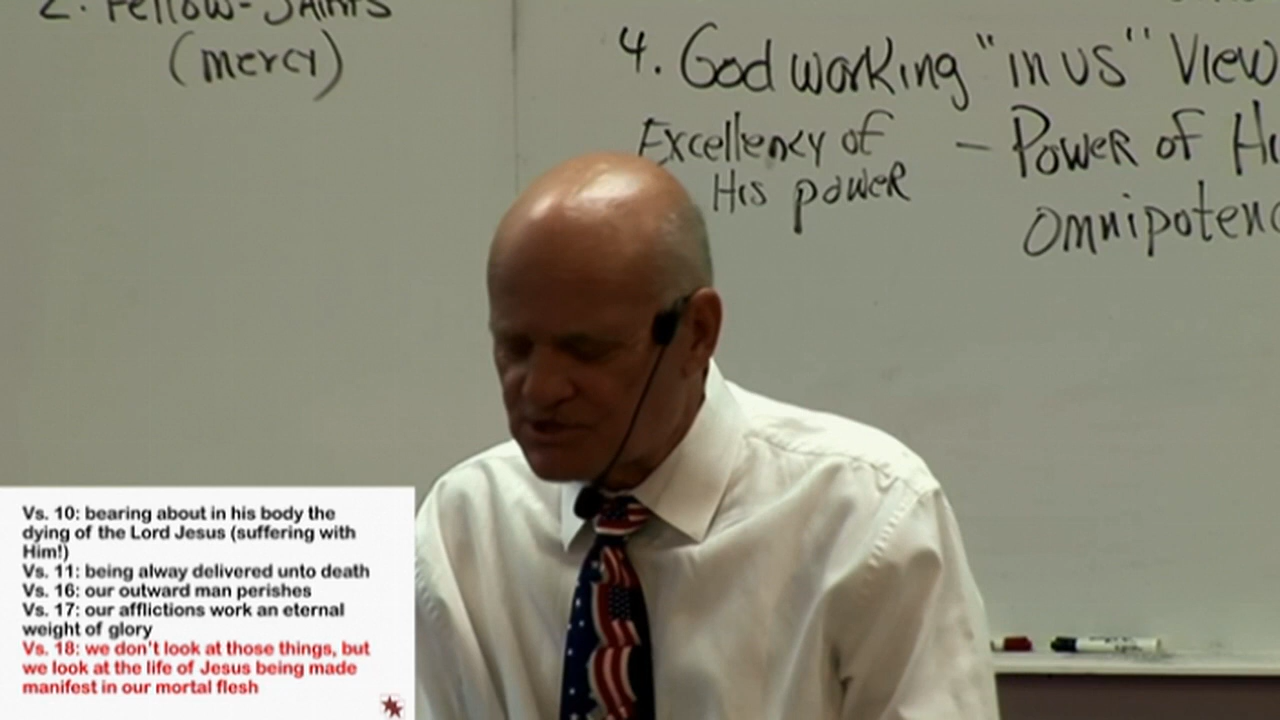 2. Fellow-Saints
(mercy)
4. God working "in us" View
Excellency of
His power
- Power of
Omnipotenc
Vs. 10: bearing about in his body the
dying of the Lord Jesus (suffering with
Him!)
Vs. 11: being alway delivered unto death
Vs. 16: our outward man perishes
Vs. 17: our afflictions work an eternal
weight of glory
Vs. 18: we don't look at those things, but
we look at the life of Jesus being made
manifest in our mortal flesh